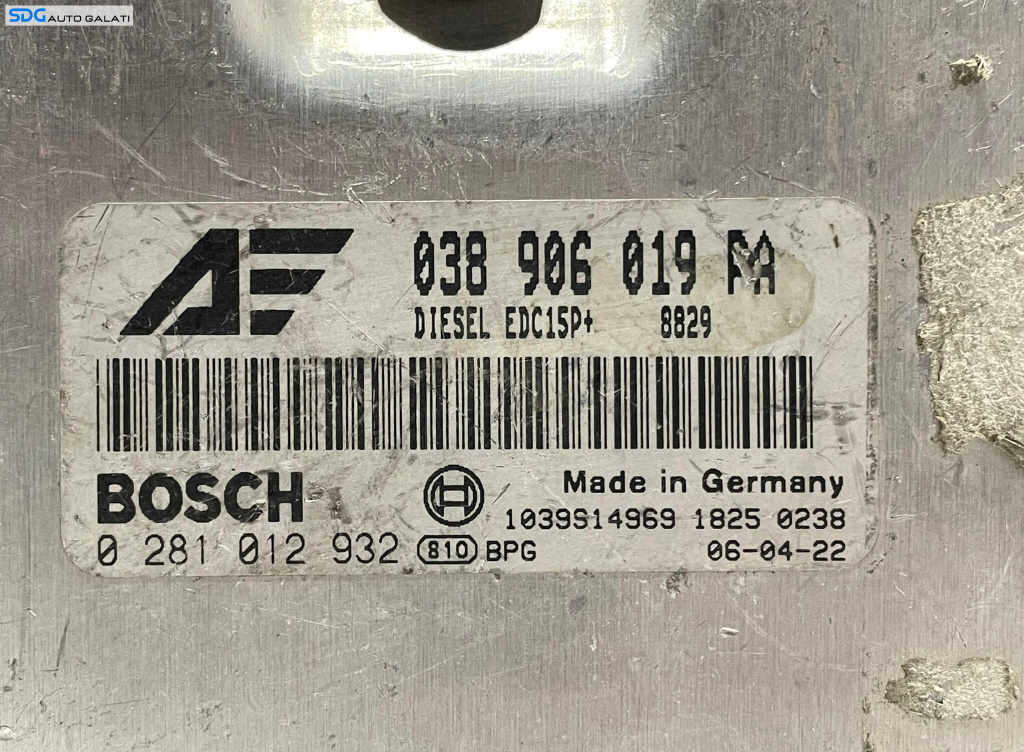 SDG AUTO GALATI
AE
038 906 019
DIESEL EDC15P+ 8829
BOSCH
Made in Germany
1039S14969 1825 0238
0 281 012 932 810 BPG 06-04-22